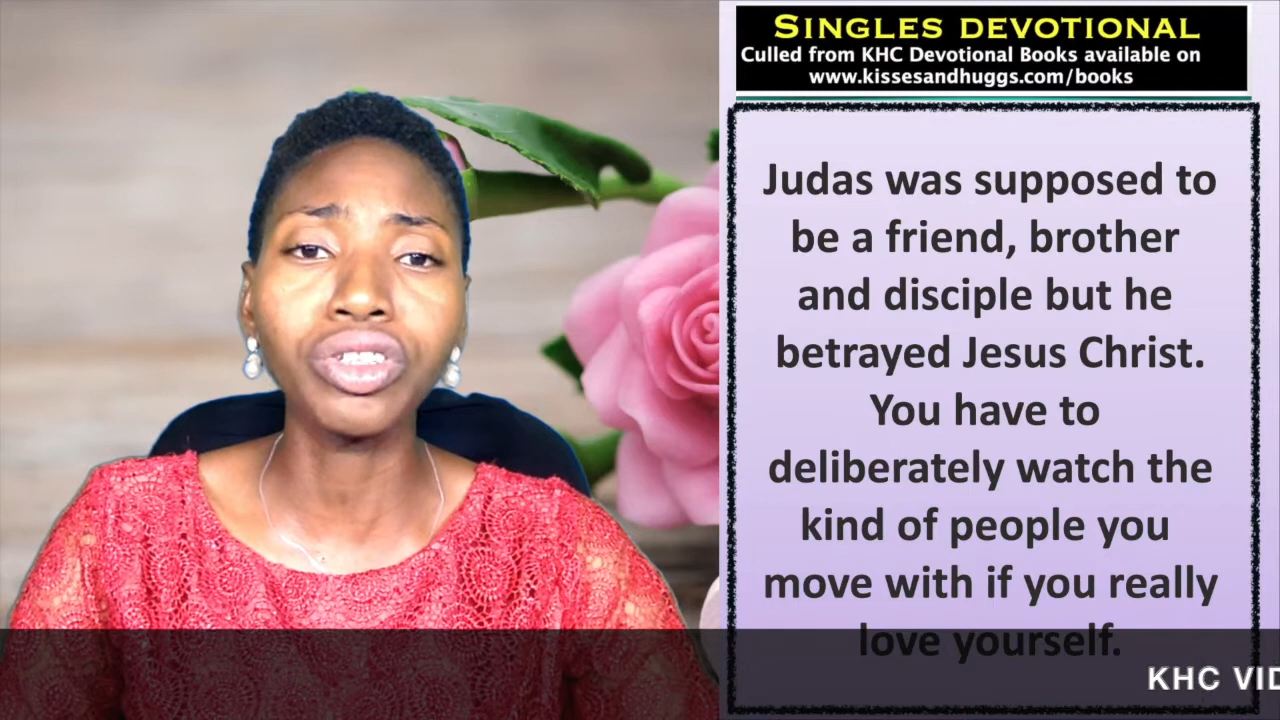 SINGLES DEVOTIONAL
Culled from KHC Devotional Books available on
www.kissesandhuggs.com/books
Judas was supposed to
be a friend, brother
and disciple but he
betrayed Jesus Christ.
You have to
deliberately watch the
kind of people you
move with if you really
love yourself.
KHC